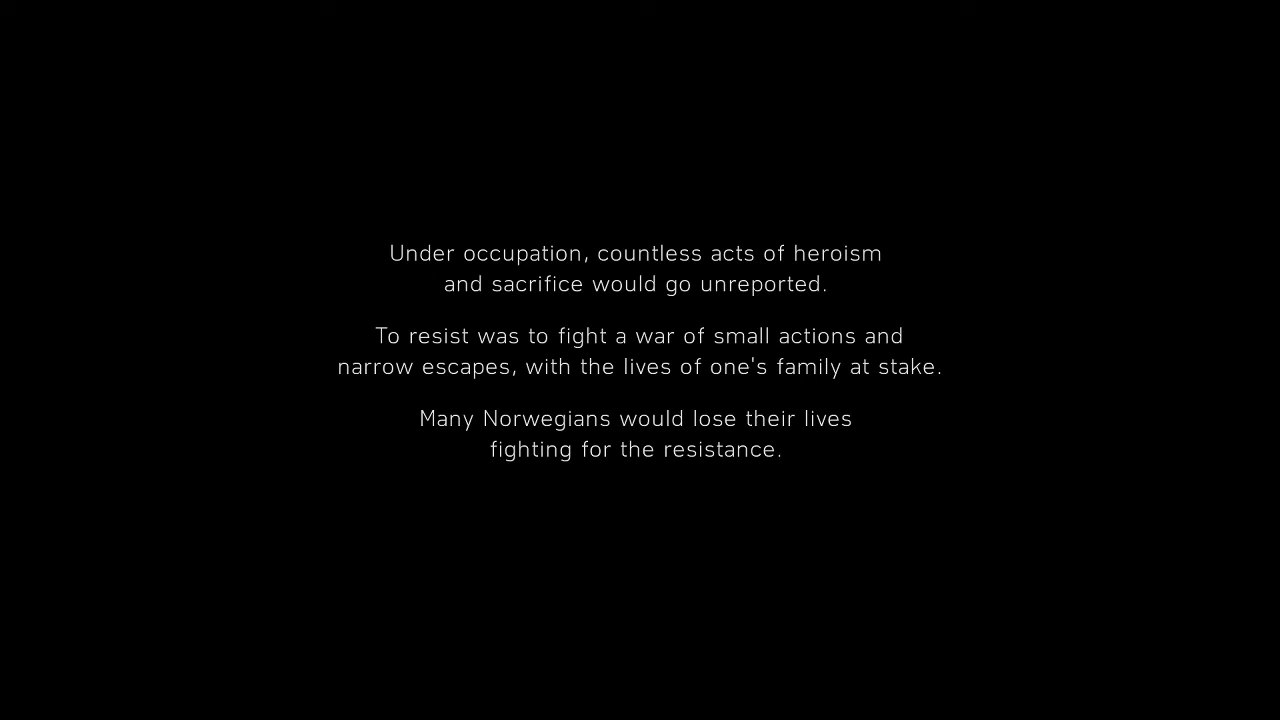 Under occupation, countless acts of heroism
and sacrifice would go unreported.
To resist was to fight a war of small actions and
narrow escapes, with the lives of one's family at stake.
Many Norwegians would lose their lives
fighting for the resistance.